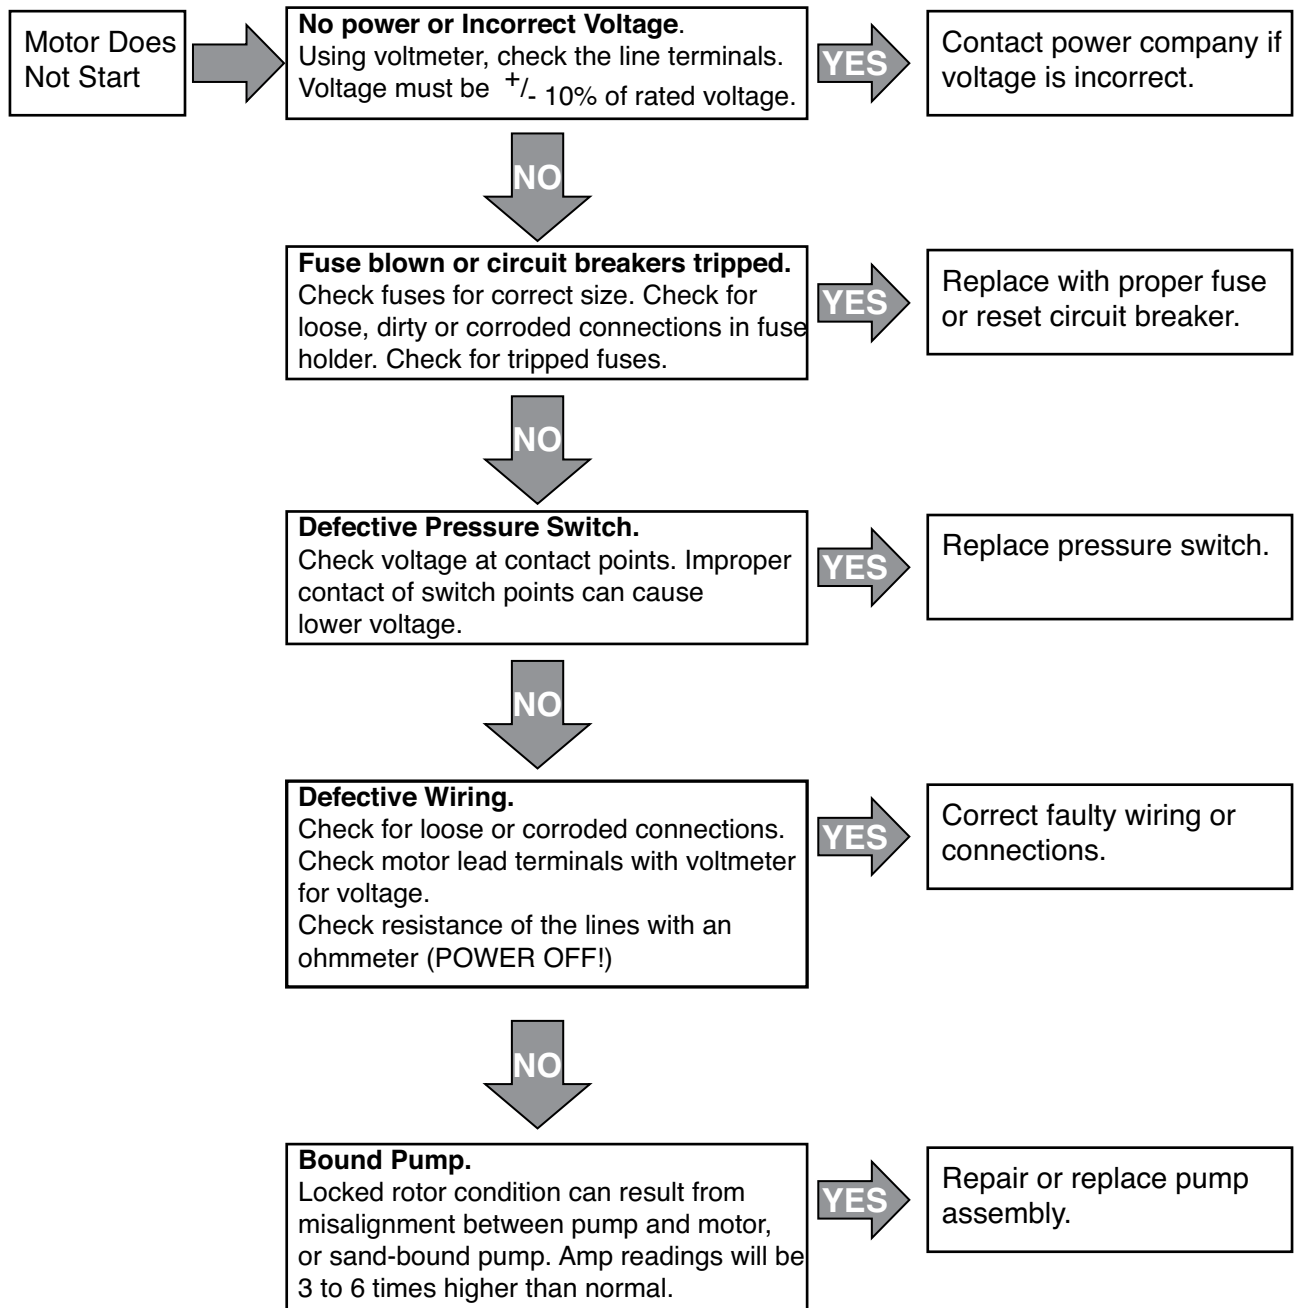 Motor Does
Not Start
No power or Incorrect Voltage.
Using voltmeter, check the line terminals.
Voltage must be +/- 10% of rated voltage.
YES
Contact power company if
voltage is incorrect.
NO
Fuse blown or circuit breakers tripped.
Check fuses for correct size. Check for
loose, dirty or corroded connections in fuse
holder. Check for tripped fuses.
YES
Replace with proper fuse
or reset circuit breaker.
NO
Defective Pressure Switch.
Check voltage at contact points. Improper
contact of switch points can cause
lower voltage.
YES
Replace pressure switch.
NO
Defective Wiring.
Check for loose or corroded connections.
Check motor lead terminals with voltmeter
for voltage.
Check resistance of the lines with an
ohmmeter (POWER OFF!)
YES
Correct faulty wiring or
connections.
NO
Bound Pump.
Locked rotor condition can result from
misalignment between pump and motor,
or sand-bound pump. Amp readings will be
3 to 6 times higher than normal.
YES
Repair or replace pump
assembly.